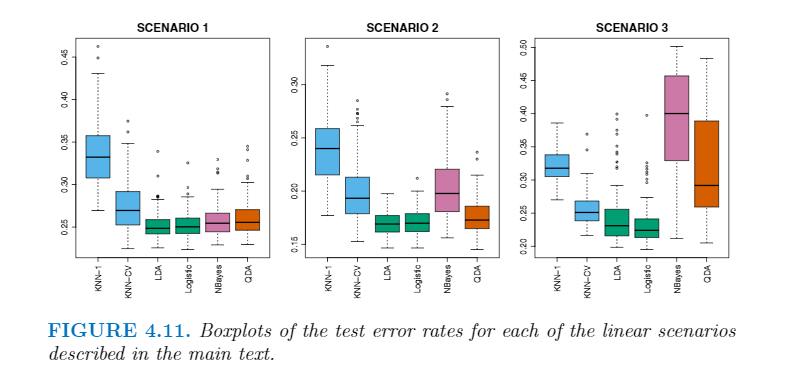 SCENARIO 1
0.45
0.40
0.35
0.30
0.25
KNN−1
KNN−CV
LDA
Logistic
NBayes
QDA
SCENARIO 2
0.30
0.25
0.20
0.15
KNN−1
KNN−CV
LDA
Logistic
NBayes
QDA
SCENARIO 3
0.50
0.45
0.40
0.35
0.30
0.25
0.20
KNN−1
KNN−CV
LDA
Logistic
NBayes
QDA
FIGURE 4.11. Boxplots of the test error rates for each of the linear scenarios
described in the main text.